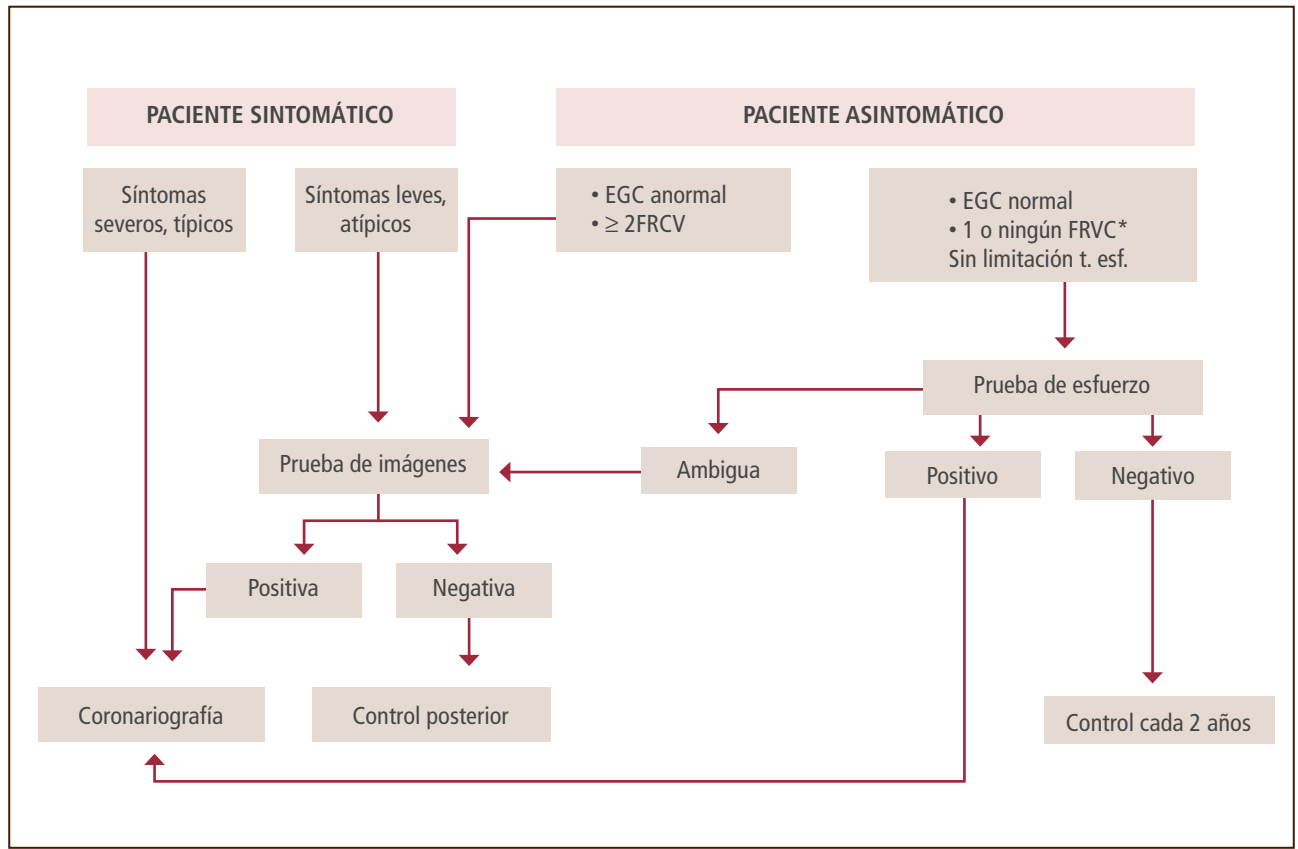 PACIENTE SINTOMÁTICO
PACIENTE ASINTOMÁTICO
Síntomas
severos, típicos
Síntomas leves,
atípicos
• EGC anormal
• ≥ 2FRCV
• EGC normal
• 1 o ningún FRVC*
Sin limitación t. esf.
Prueba de esfuerzo
Prueba de imágenes
Ambigua
Positivo
Negativo
Positiva
Negativa
Coronariografía
Control posterior
Control cada 2 años